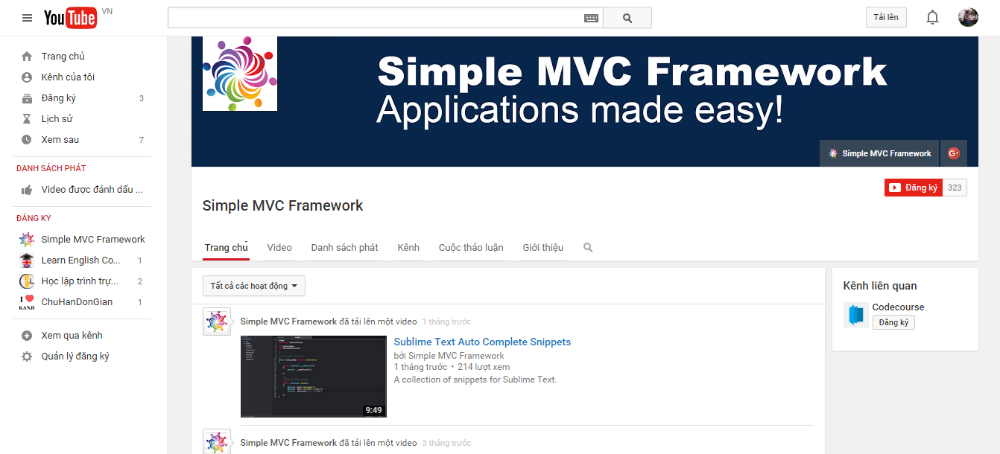 YouTube VN
Tải lên
Trang chủ
Kênh của tôi
Đăng ký 3
Lịch sử
Xem sau 7
DANH SÁCH PHÁT
Video được đánh dấu ...
ĐĂNG KÝ
Simple MVC Framework
Learn English Co... 1
Học lập trình trự... 2
I ❤ KANJI
ChuHanDonGian 1
Xem qua kênh
Quản lý đăng ký
Simple MVC Framework
Applications made easy!
Simple MVC Framework G+
Đăng ký 323
Simple MVC Framework
Trang chủ Video Danh sách phát Kênh Cuộc thảo luận Giới thiệu
Tất cả các hoạt động
Simple MVC Framework đã tải lên một video 1 tháng trước
9:49
Sublime Text Auto Complete Snippets
bởi Simple MVC Framework
1 tháng trước • 214 lượt xem
A collection of snippets for Sublime Text.
Simple MVC Framework đã tải lên một video 3 tháng trước
Kênh liên quan
Codecourse
Đăng ký